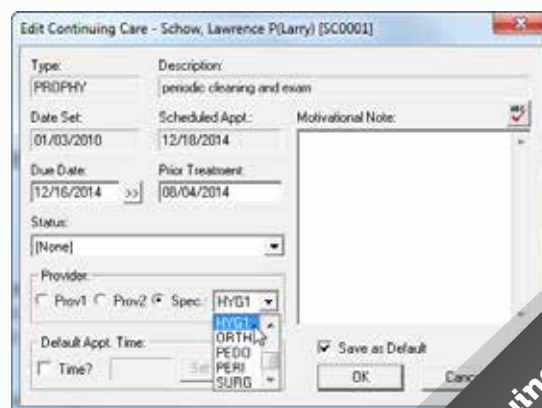 Edit Continuing Care - Schow, Lawrence P(Larry) [SC0001]
Type: Description:
PROPHY periodic cleaning and exam
Date Set: Scheduled Appt.: Motivational Note:
01/03/2010 12/18/2014
Due Date: Prior Treatment:
12/16/2014 >> 08/04/2014
Status:
[None]
Provider:
Prov1 Prov2 Spec.: HYG1
HYG1
ORTH
PEDO
PERI
SURG
Default Appt. Time:
Time?
Save as Default
OK